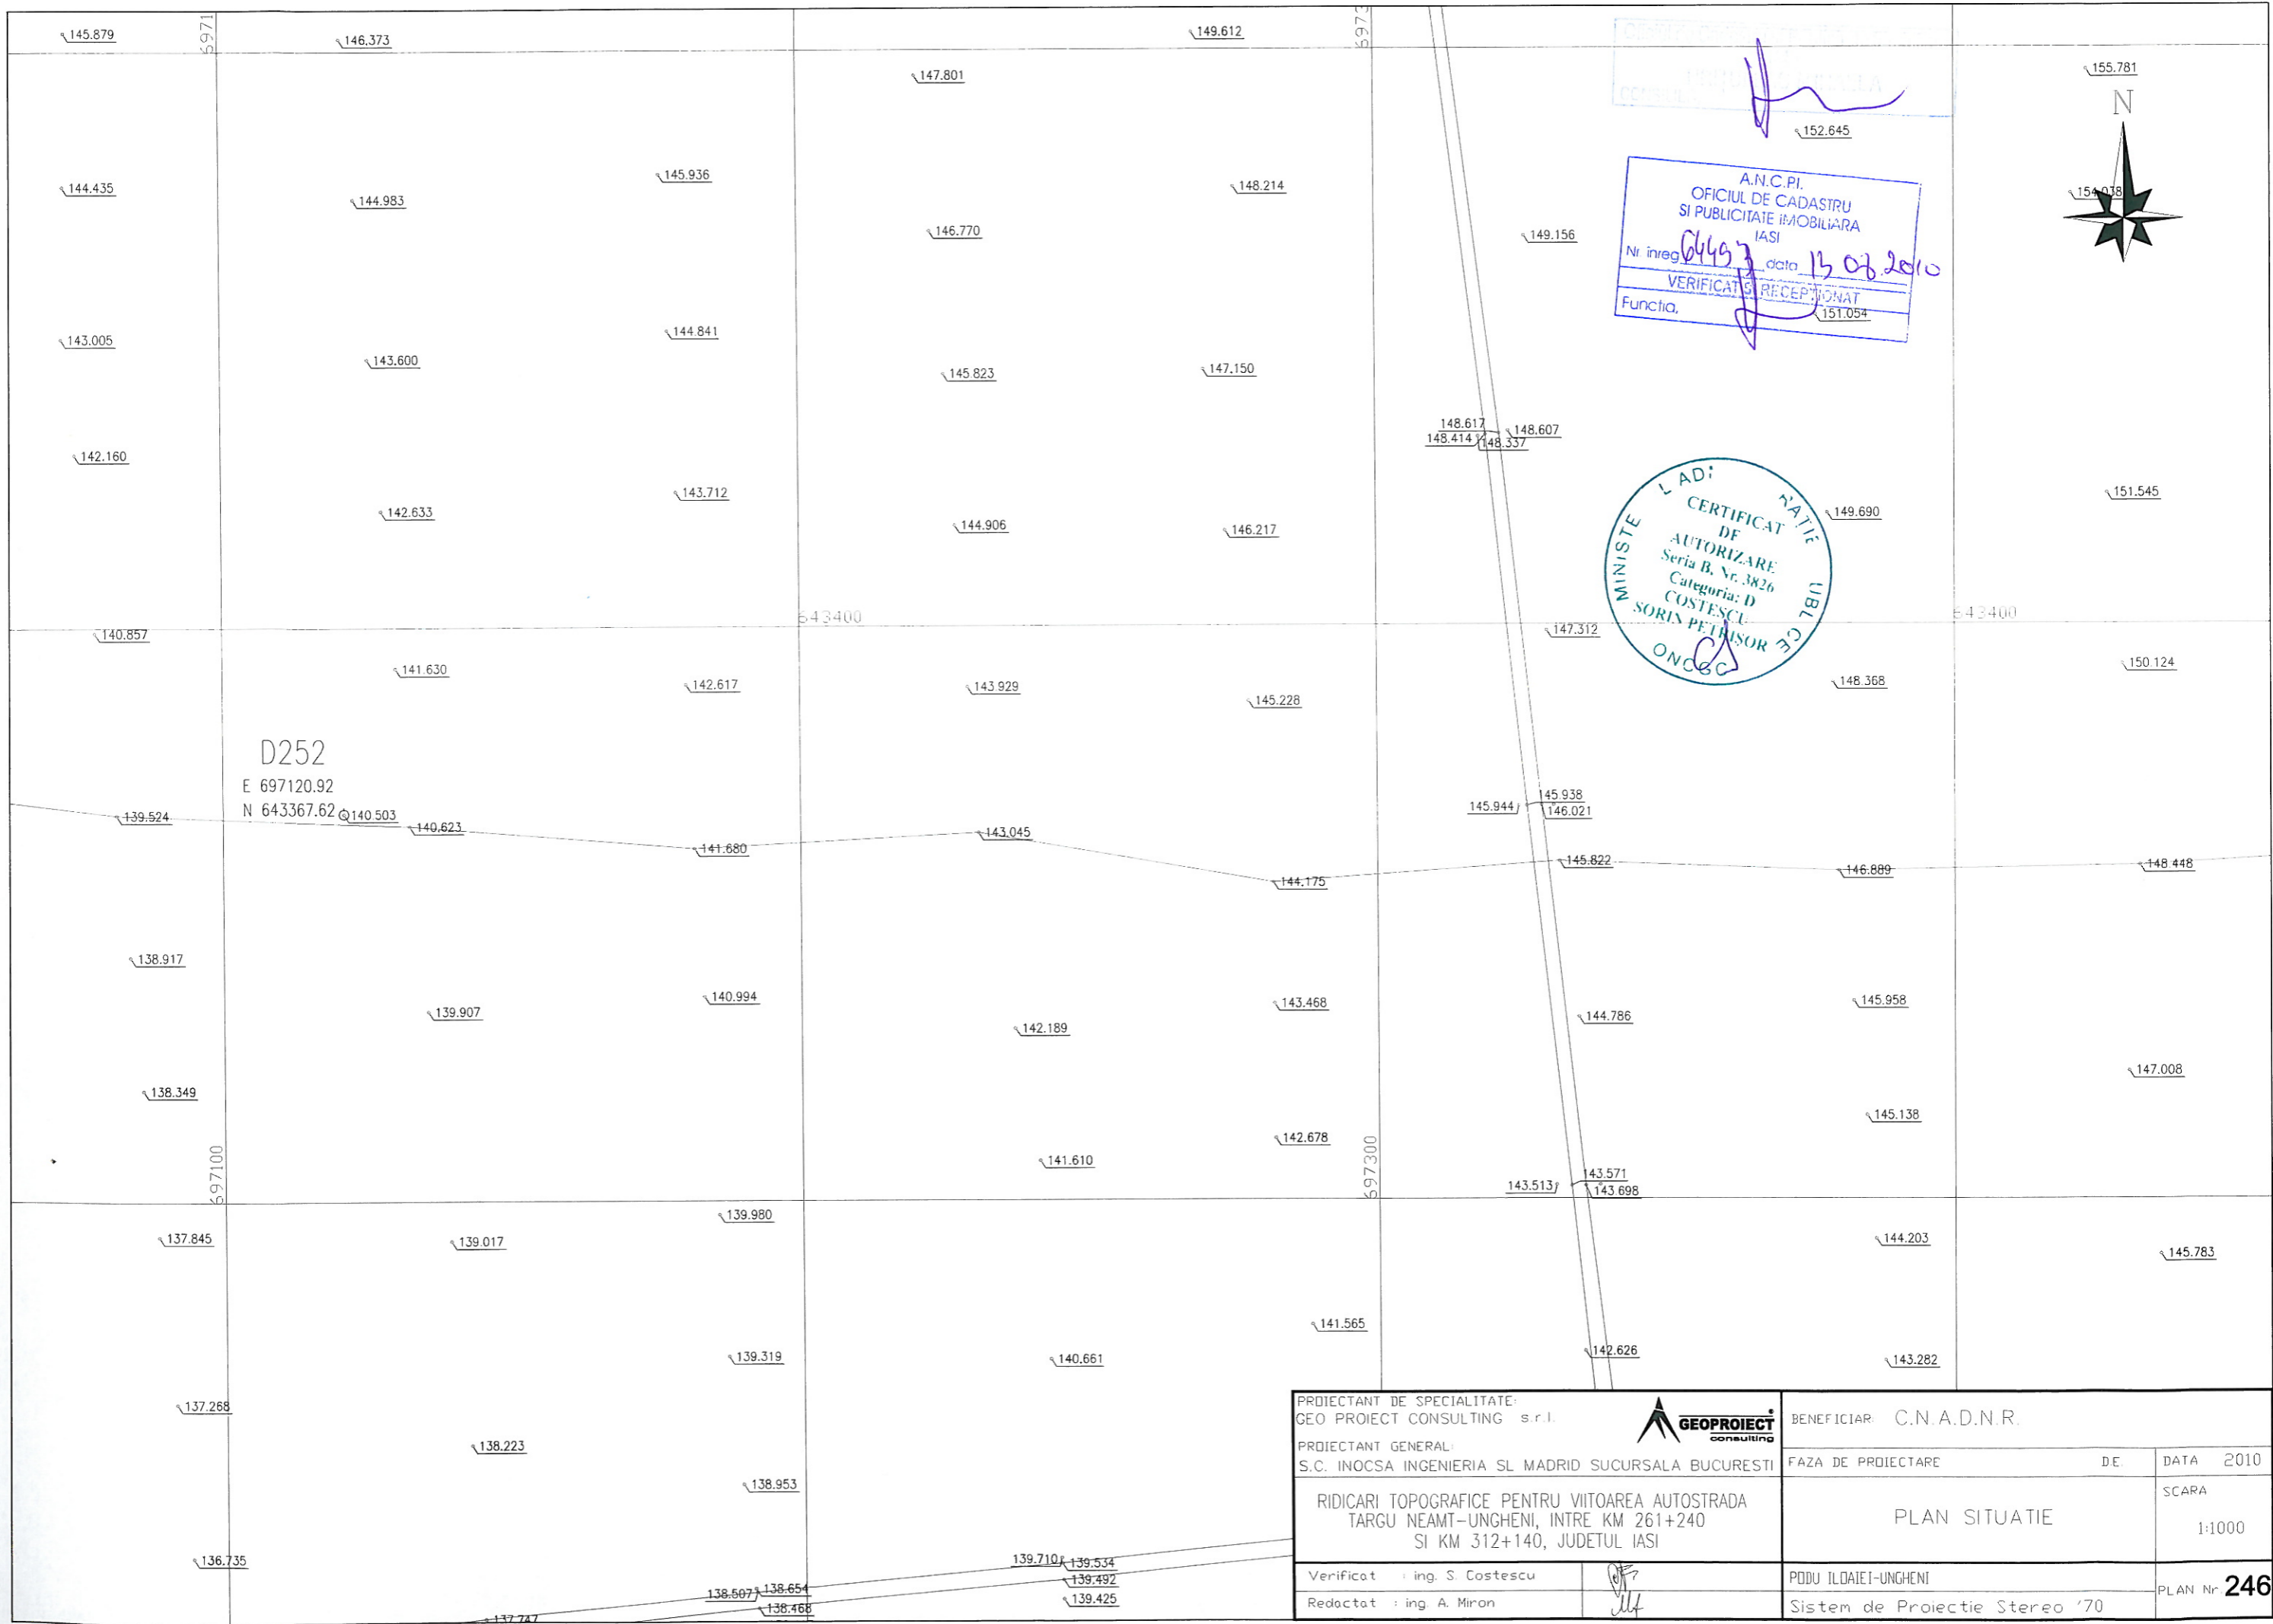 145.879
6971
146.373
149.612
6973
147.801
155.781
N
152.645
144.435
144.983
145.936
148.214
154.038
A.N.C.P.I.
OFICIUL DE CADASTRU
SI PUBLICITATE IMOBILIARA
IASI
146.770
149.156
Nr. inreg data 2010
VERIFICAT SI RECEPTIONAT
Functia,
151.054
143.005
143.600
144.841
145.823
147.150
148.617
148.607
148.414
148.337
142.160
142.633
143.712
144.906
146.217
149.690
151.545
MINISTE
CERTIFICAT
DE
AUTORIZARE
Seria B, Nr. 3826
Categoria: D
COSTESCU
SORIN PETRISOR
ONCGC
643400
643400
140.857
147.312
141.630
142.617
143.929
145.228
148.368
150.124
D252
E 697120.92
N 643367.62
140.503
139.524
140.623
141.680
143.045
144.175
145.944
145.938
146.021
145.822
146.889
148.448
138.917
139.907
140.994
142.189
143.468
144.786
145.958
138.349
147.008
145.138
697100
141.610
142.678
697300
143.513
143.571
143.698
137.845
139.017
139.980
144.203
145.783
141.565
139.319
140.661
142.626
143.282
137.268
138.223
138.953
136.735
139.710
139.534
139.492
139.425
138.507
138.654
138.468
137.747
PROIECTANT DE SPECIALITATE:
GEO PROIECT CONSULTING s.r.l.
GEOPROIECT
consulting
PROIECTANT GENERAL:
S.C. INOCSA INGENIERIA SL MADRID SUCURSALA BUCURESTI
BENEFICIAR: C.N.A.D.N.R.
FAZA DE PROIECTARE D.E.
DATA 2010
RIDICARI TOPOGRAFICE PENTRU VIITOAREA AUTOSTRADA
TARGU NEAMT-UNGHENI, INTRE KM 261+240
SI KM 312+140, JUDETUL IASI
PLAN SITUATIE
SCARA
1:1000
Verificat : ing. S. Costescu
Redactat : ing. A. Miron
PODU ILOAIEI-UNGHENI
Sistem de Proiectie Stereo '70
PLAN Nr. 246